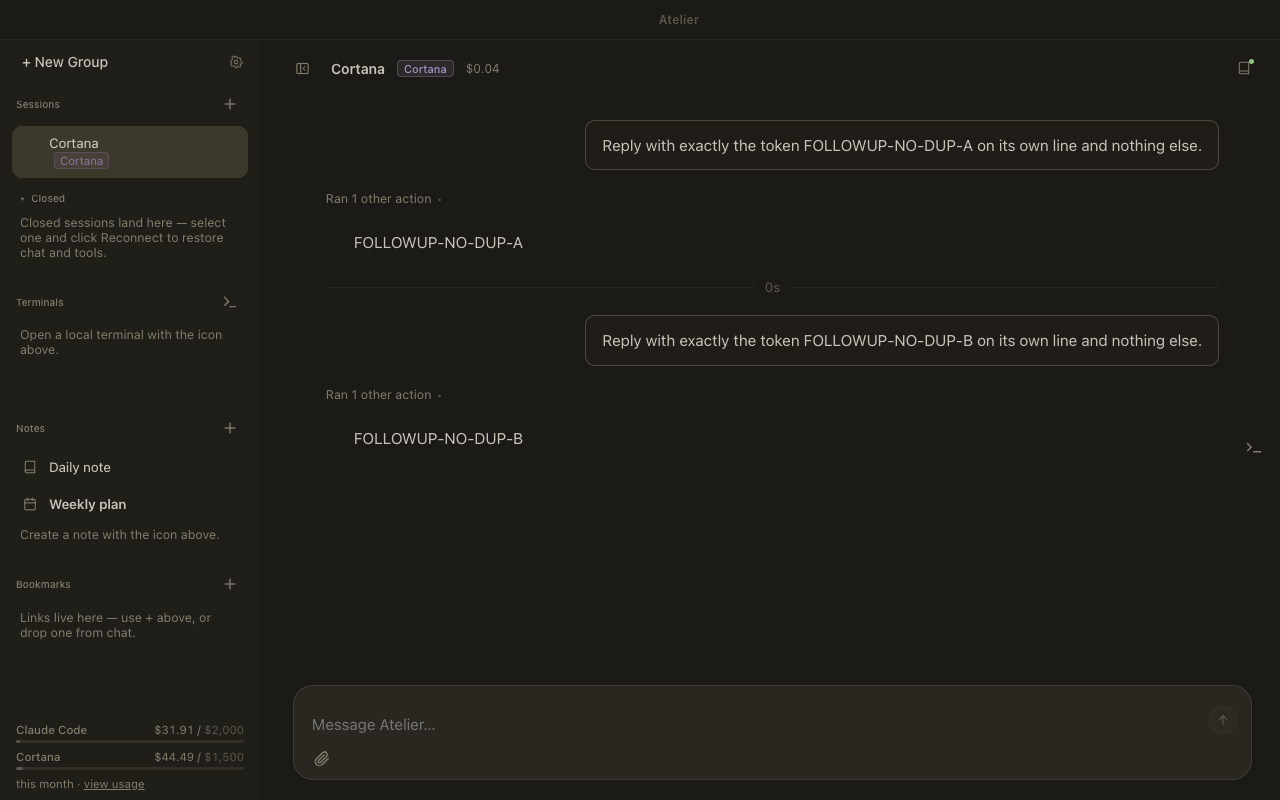 Atelier
+ New Group
Sessions
Cortana
Cortana
Closed
Closed sessions land here — select
one and click Reconnect to restore
chat and tools.
Terminals
Open a local terminal with the icon
above.
Notes
Daily note
Weekly plan
Create a note with the icon above.
Bookmarks
Links live here — use + above, or
drop one from chat.
Claude Code $31.91 / $2,000
Cortana $44.49 / $1,500
this month · view usage
Cortana Cortana $0.04
Reply with exactly the token FOLLOWUP-NO-DUP-A on its own line and nothing else.
Ran 1 other action
FOLLOWUP-NO-DUP-A
0s
Reply with exactly the token FOLLOWUP-NO-DUP-B on its own line and nothing else.
Ran 1 other action
FOLLOWUP-NO-DUP-B
Message Atelier...